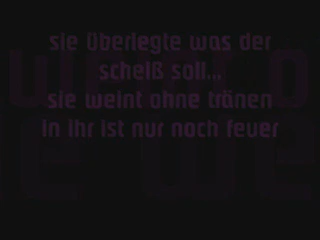 sie überlegte was der
scheiß soll...
sie weint ohne tränen
in ihr ist nur noch feuer